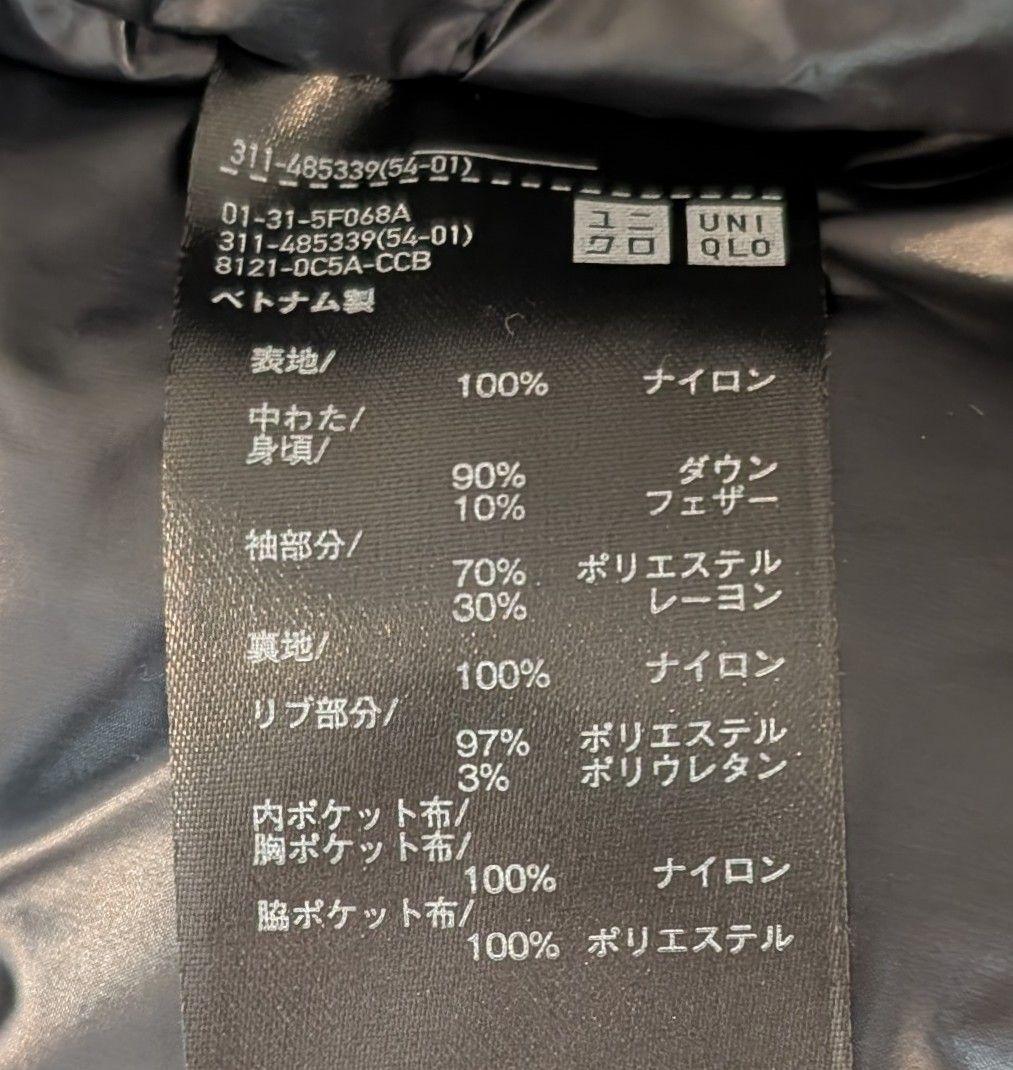 311-485339(54-01)
01-31-5F068A
311-485339(54-01)
8121-0C5A-CCB
ユニ
クロ
UNI
QLO
ベトナム製
表地/
100% ナイロン
中わた/
身頃/
90% ダウン
10% フェザー
袖部分/
70% ポリエステル
30% レーヨン
裏地/
100% ナイロン
リブ部分/
97% ポリエステル
3% ポリウレタン
内ポケット布/
胸ポケット布/
100% ナイロン
脇ポケット布/
100% ポリエステル